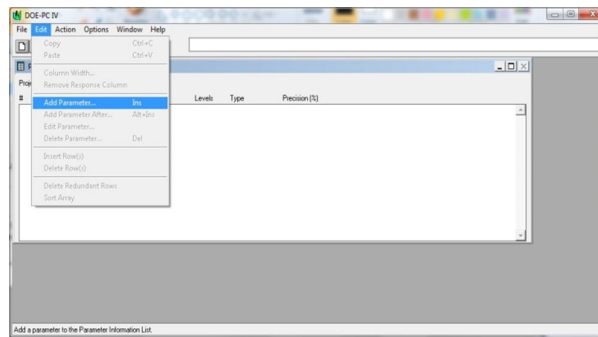 DOE-PC IV
File Edit Action Options Window Help
Copy Ctrl+C
Paste Ctrl+V
Column Width...
Remove Response Column
# Levels Type Precision (%)
Add Parameter... Ins
Add Parameter After... Alt+Ins
Edit Parameter...
Delete Parameter... Del
Insert Row(s)
Delete Row(s)
Delete Redundant Rows
Sort Array
Add a parameter to the Parameter Information List.